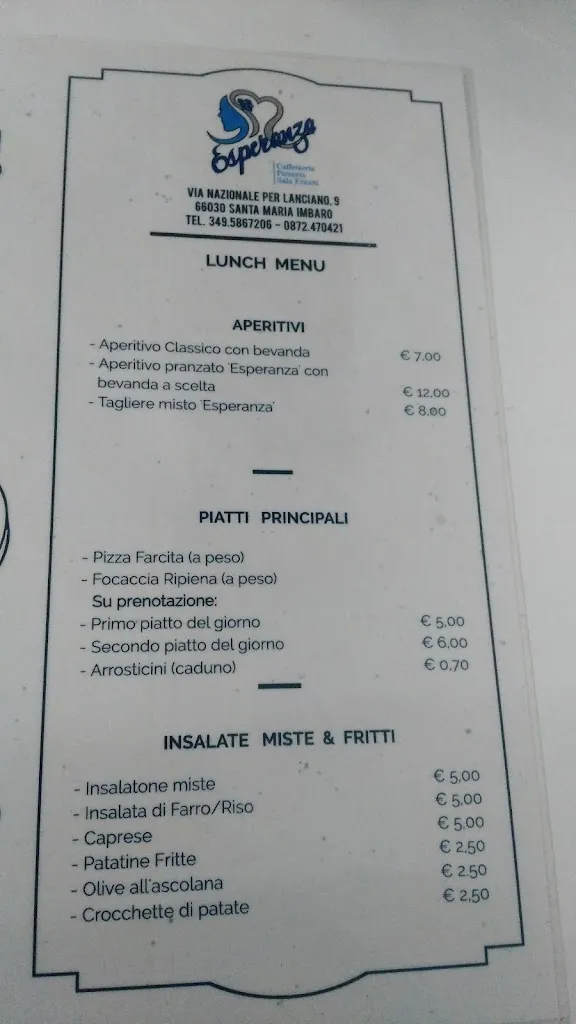 la
Esperanza
Caffetteria
Paninoteca
Sala Eventi
VIA NAZIONALE PER LANCIANO, 9
66030 SANTA MARIA IMBARO
TEL. 349.5867206 - 0872.470421
LUNCH MENU
APERITIVI
- Aperitivo Classico con bevanda € 7,00
- Aperitivo pranzato 'Esperanza' con
bevanda a scelta € 12,00
- Tagliere misto 'Esperanza' € 8,00
PIATTI PRINCIPALI
- Pizza Farcita (a peso)
- Focaccia Ripiena (a peso)
Su prenotazione:
- Primo piatto del giorno € 5,00
- Secondo piatto del giorno € 6,00
- Arrosticini (caduno) € 0,70
INSALATE MISTE & FRITTI
- Insalatone miste € 5,00
- Insalata di Farro/Riso € 5,00
- Caprese € 5,00
- Patatine Fritte € 2,50
- Olive all'ascolana € 2,50
- Crocchette di patate € 2,50